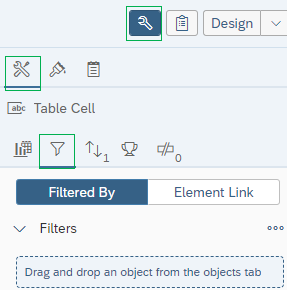 Design
abc Table Cell
1 0
Filtered By Element Link
Filters
Drag and drop an object from the objects tab